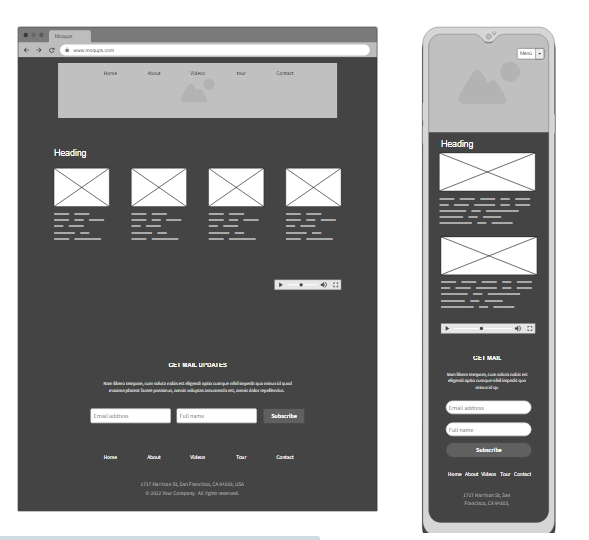 Moqups
www.moqups.com
Home About Videos tour Contact
Heading
GET MAIL UPDATES
Nam libero tempore, cum soluta nobis est eligendi optio cumque nihil impedit quo minus id quod
maxime placeat facere possimus, omnis voluptas assumenda est, omnis dolor repellendus.
Email address Full name Subscribe
Home About Videos Tour Contact
1717 Harrison St, San Francisco, CA 94103, USA
© 2022 Your Company. All rights reserved.
Menu
Heading
GET MAIL
Nam libero tempore, cum soluta nobis est
eligendi optio cumque nihil impedit quo
minus id qu
Email address
Full name
Subscribe
Home About Videos Tour Contact
1717 Harrison St, San
Francisco, CA 94103,